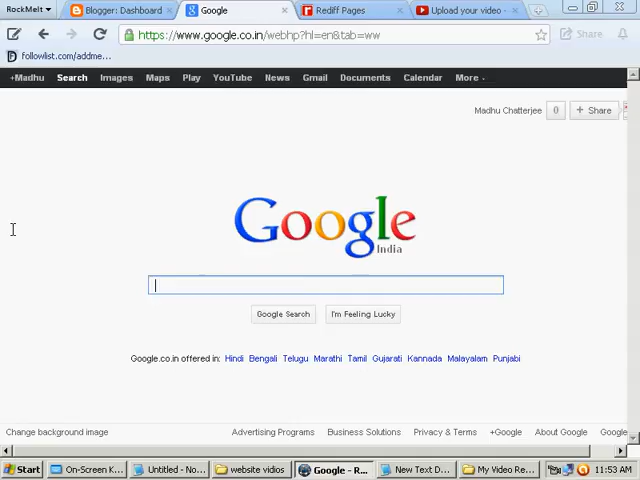 RockMelt
Blogger: Dashboard
Google
Rediff Pages
Upload your video -
https://www.google.co.in/webhp?hl=en&tab=ww
Share
followlist.com/addme...
+Madhu Search Images Maps Play YouTube News Gmail Documents Calendar More
Madhu Chatterjee 0 + Share
Google
India
Google Search I'm Feeling Lucky
Google.co.in offered in: Hindi Bengali Telugu Marathi Tamil Gujarati Kannada Malayalam Punjabi
Change background image Advertising Programs Business Solutions Privacy & Terms +Google About Google Google
Start On-Screen K... Untitled - No... website vidios Google - R... New Text D... My Video Re... 11:53 AM